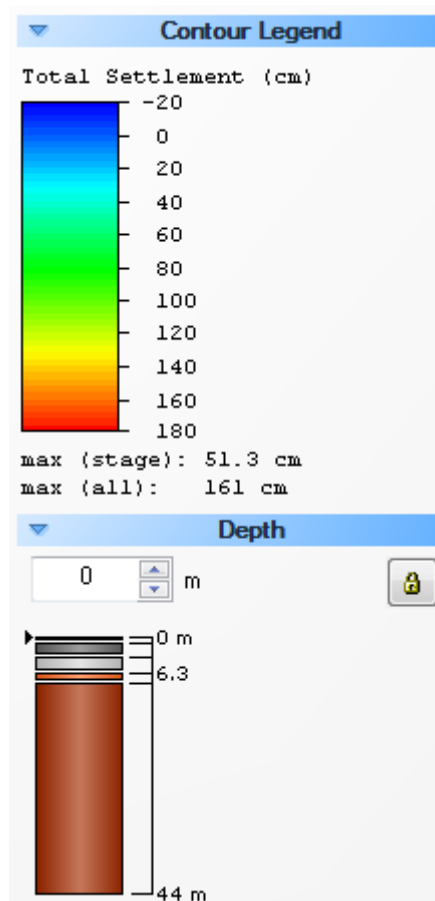 Contour Legend
Total Settlement (cm)
-20
0
20
40
60
80
100
120
140
160
180
max (stage): 51.3 cm
max (all): 161 cm
Depth
0 m
0 m
6.3
44 m